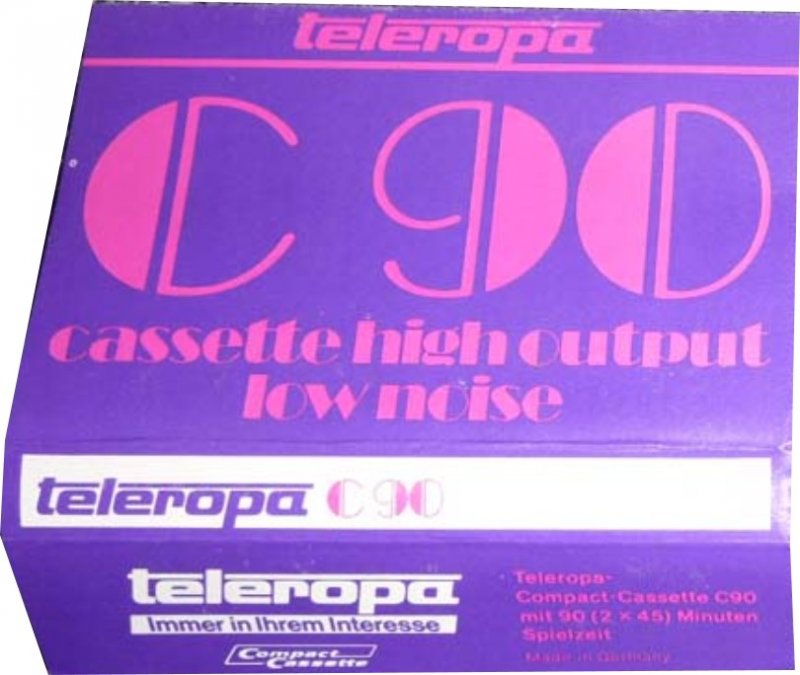 teleropa
C 90
cassette high output
low noise
teleropa C 90
teleropa
Immer in Ihrem Interesse
Compact
Cassette
Teleropa-
Compact-Cassette C90
mit 90 (2 × 45) Minuten
Spielzeit
Made in Germany